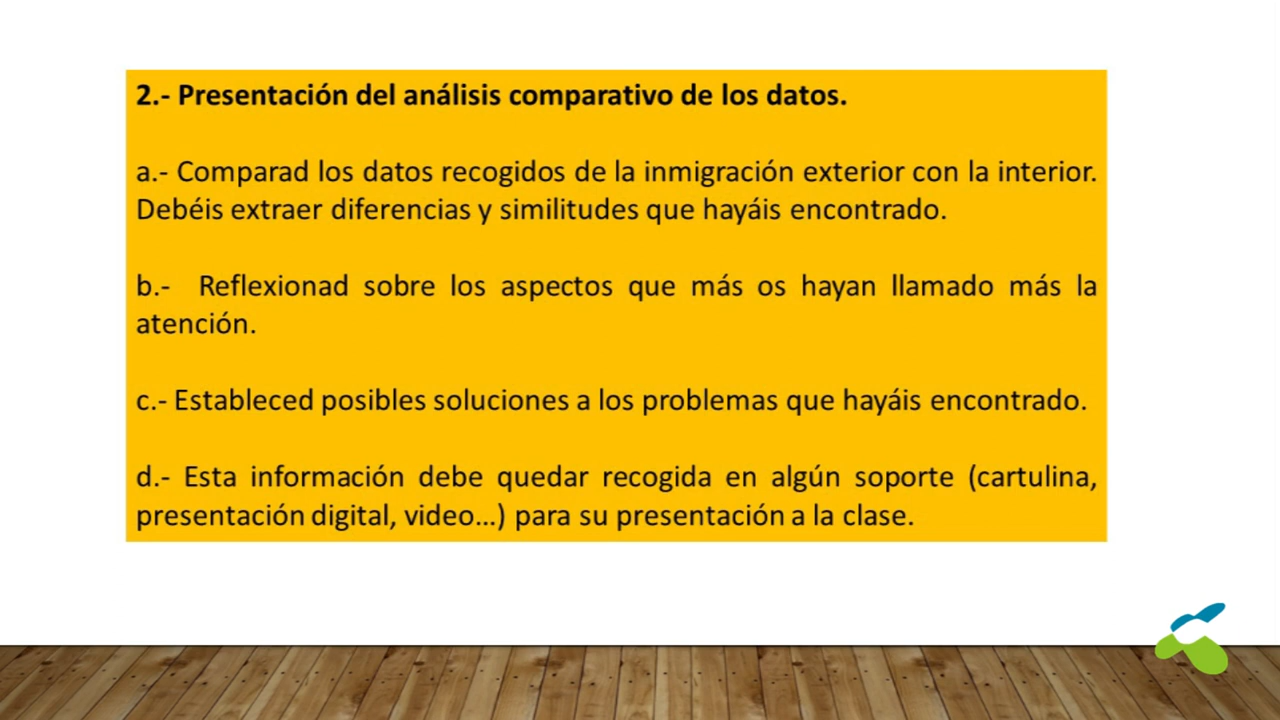 2.- Presentación del análisis comparativo de los datos.
a.- Comparad los datos recogidos de la inmigración exterior con la interior.
Debéis extraer diferencias y similitudes que hayáis encontrado.
b.- Reflexionad sobre los aspectos que más os hayan llamado más la
atención.
c.- Estableced posibles soluciones a los problemas que hayáis encontrado.
d.- Esta información debe quedar recogida en algún soporte (cartulina,
presentación digital, video...) para su presentación a la clase.